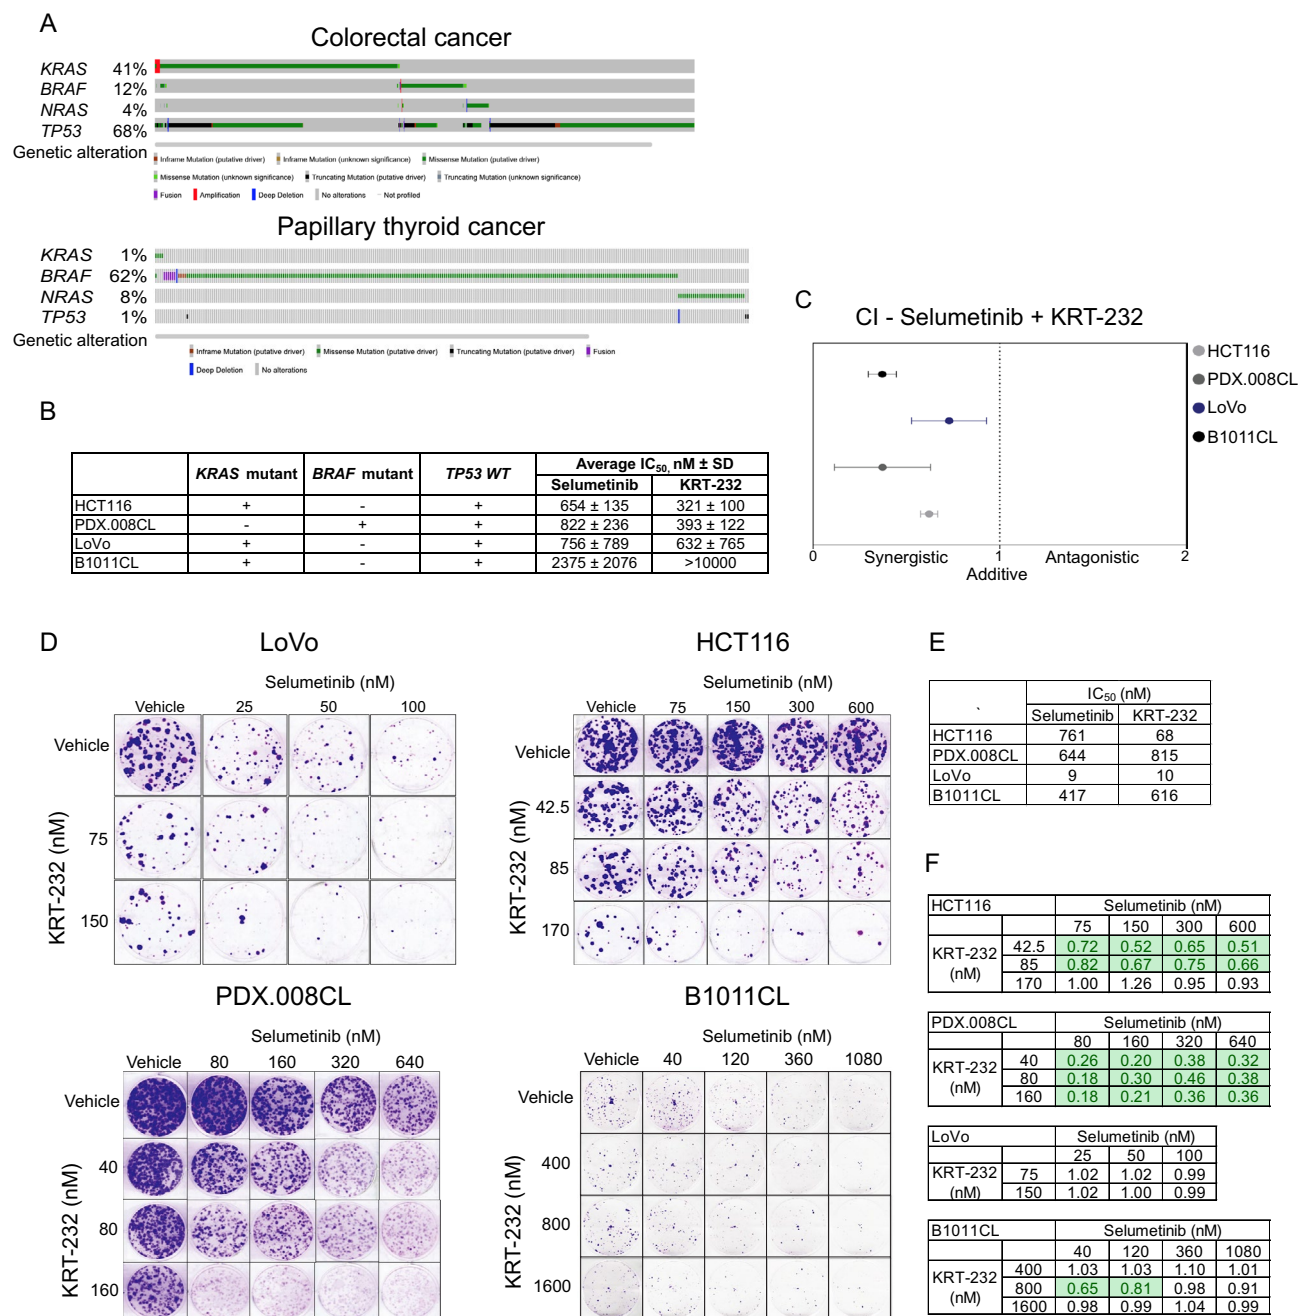 A
Colorectal cancer
KRAS 41%
BRAF 12%
NRAS 4%
TP53 68%
Genetic alteration
Inframe Mutation (putative driver) Inframe Mutation (unknown significance) Missense Mutation (putative driver)
Missense Mutation (unknown significance) Truncating Mutation (putative driver) Truncating Mutation (unknown significance)
Fusion Amplification Deep Deletion No alterations Not profiled
Papillary thyroid cancer
KRAS 1%
BRAF 62%
NRAS 8%
TP53 1%
Genetic alteration
Inframe Mutation (putative driver) Missense Mutation (putative driver) Truncating Mutation (putative driver) Fusion
Deep Deletion No alterations
B
KRAS mutant BRAF mutant TP53 WT Average IC50, nM ± SD
Selumetinib KRT-232
HCT116 + - + 654 ± 135 321 ± 100
PDX.008CL - + + 822 ± 236 393 ± 122
LoVo + - + 756 ± 789 632 ± 765
B1011CL + - + 2375 ± 2076 >10000
C
CI - Selumetinib + KRT-232
HCT116
PDX.008CL
LoVo
B1011CL
0 Synergistic 1 Antagonistic 2
Additive
D
LoVo
Selumetinib (nM)
Vehicle 25 50 100
Vehicle
75
150
KRT-232 (nM)
HCT116
Selumetinib (nM)
Vehicle 75 150 300 600
Vehicle
42.5
85
170
KRT-232 (nM)
PDX.008CL
Selumetinib (nM)
Vehicle 80 160 320 640
Vehicle
40
80
160
KRT-232 (nM)
B1011CL
Selumetinib (nM)
Vehicle 40 120 360 1080
Vehicle
400
800
1600
KRT-232 (nM)
E
` IC50 (nM)
Selumetinib KRT-232
HCT116 761 68
PDX.008CL 644 815
LoVo 9 10
B1011CL 417 616
F
HCT116 Selumetinib (nM)
75 150 300 600
KRT-232 (nM)
42.5 0.72 0.52 0.65 0.51
85 0.82 0.67 0.75 0.66
170 1.00 1.26 0.95 0.93
PDX.008CL Selumetinib (nM)
80 160 320 640
KRT-232 (nM)
40 0.26 0.20 0.38 0.32
80 0.18 0.30 0.46 0.38
160 0.18 0.21 0.36 0.36
LoVo Selumetinib (nM)
25 50 100
KRT-232 (nM)
75 1.02 1.02 0.99
150 1.02 1.00 0.99
B1011CL Selumetinib (nM)
40 120 360 1080
KRT-232 (nM)
400 1.03 1.03 1.10 1.01
800 0.65 0.81 0.98 0.91
1600 0.98 0.99 1.04 0.99